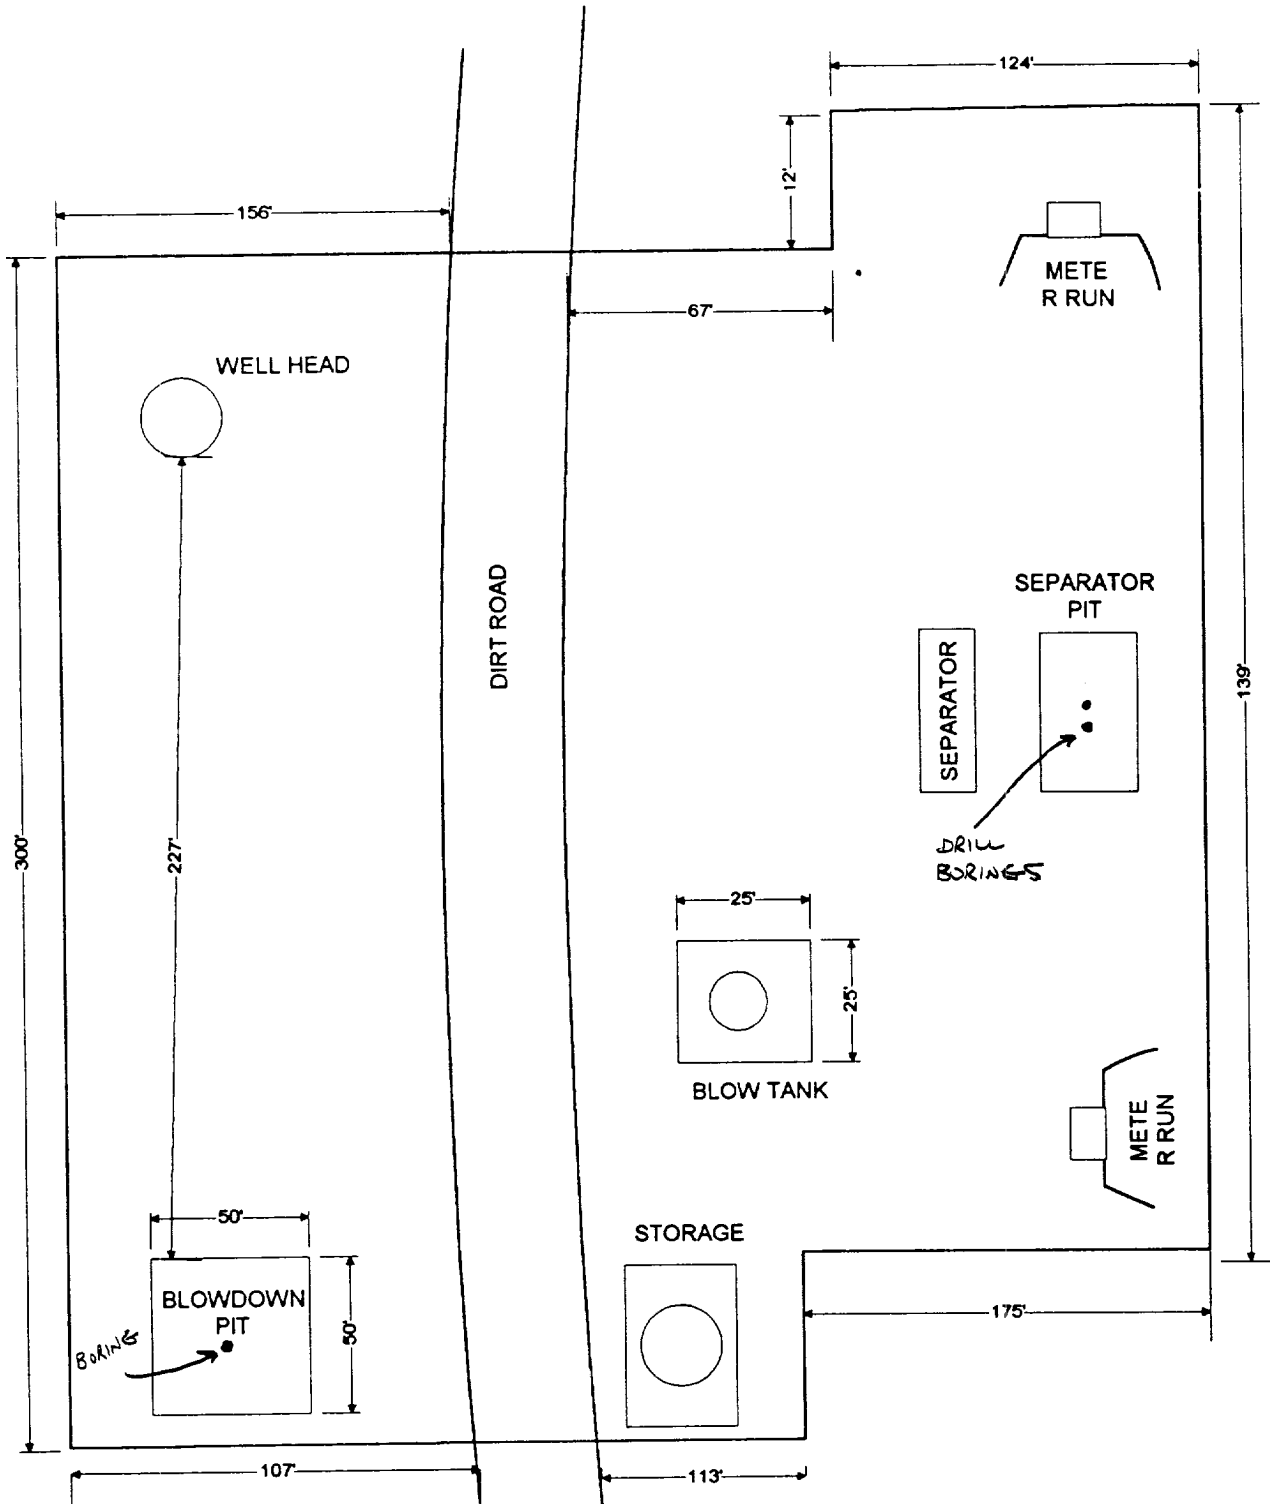 124'
12'
156'
METE
R RUN
67'
WELL HEAD
DIRT ROAD
SEPARATOR
PIT
SEPARATOR
139'
300'
227'
DRILL
BORINGS
25'
25'
BLOW TANK
METE
R RUN
50'
STORAGE
BLOWDOWN
PIT
50'
BORING
175'
107'
113'